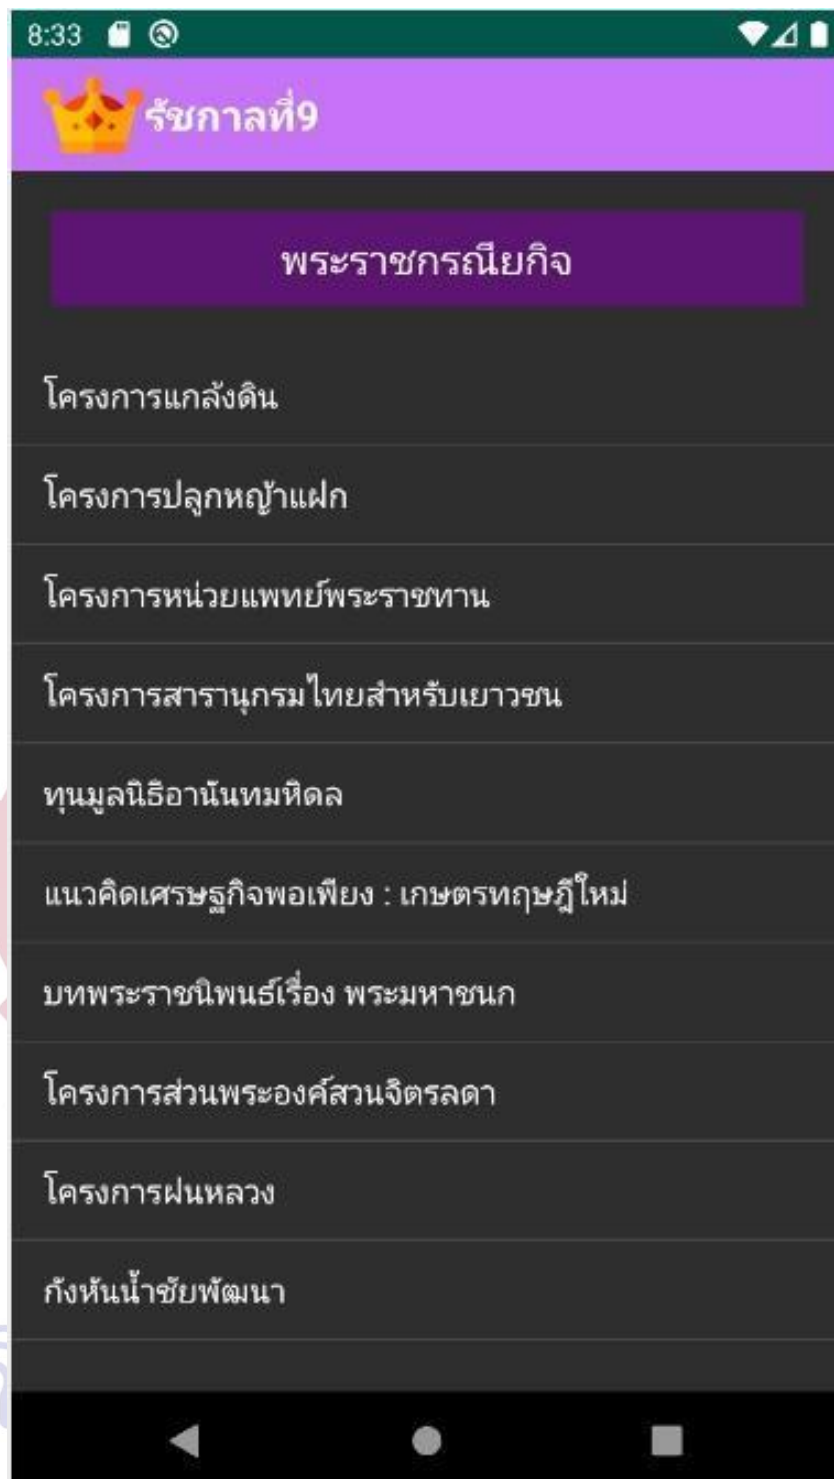 8:33
รัชกาลที่9
พระราชกรณียกิจ
โครงการแกล้งดิน
โครงการปลูกหญ้าแฝก
โครงการหน่วยแพทย์พระราชทาน
โครงการสารานุกรมไทยสำหรับเยาวชน
ทุนมูลนิธิอานันทมหิดล
แนวคิดเศรษฐกิจพอเพียง : เกษตรทฤษฎีใหม่
บทพระราชนิพนธ์เรื่อง พระมหาชนก
โครงการส่วนพระองค์สวนจิตรลดา
โครงการฝนหลวง
กังหันน้ำชัยพัฒนา